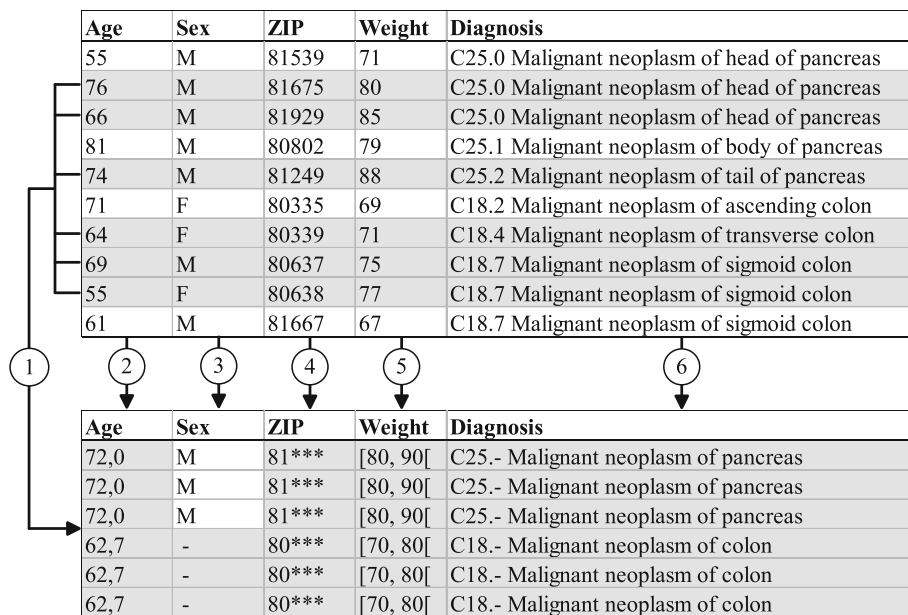 Age Sex ZIP Weight Diagnosis
55 M 81539 71 C25.0 Malignant neoplasm of head of pancreas
76 M 81675 80 C25.0 Malignant neoplasm of head of pancreas
66 M 81929 85 C25.0 Malignant neoplasm of head of pancreas
81 M 80802 79 C25.1 Malignant neoplasm of body of pancreas
74 M 81249 88 C25.2 Malignant neoplasm of tail of pancreas
71 F 80335 69 C18.2 Malignant neoplasm of ascending colon
64 F 80339 71 C18.4 Malignant neoplasm of transverse colon
69 M 80637 75 C18.7 Malignant neoplasm of sigmoid colon
55 F 80638 77 C18.7 Malignant neoplasm of sigmoid colon
61 M 81667 67 C18.7 Malignant neoplasm of sigmoid colon
1 2 3 4 5 6
Age Sex ZIP Weight Diagnosis
72,0 M 81*** [80, 90[ C25.- Malignant neoplasm of pancreas
72,0 M 81*** [80, 90[ C25.- Malignant neoplasm of pancreas
72,0 M 81*** [80, 90[ C25.- Malignant neoplasm of pancreas
62,7 - 80*** [70, 80[ C18.- Malignant neoplasm of colon
62,7 - 80*** [70, 80[ C18.- Malignant neoplasm of colon
62,7 - 80*** [70, 80[ C18.- Malignant neoplasm of colon